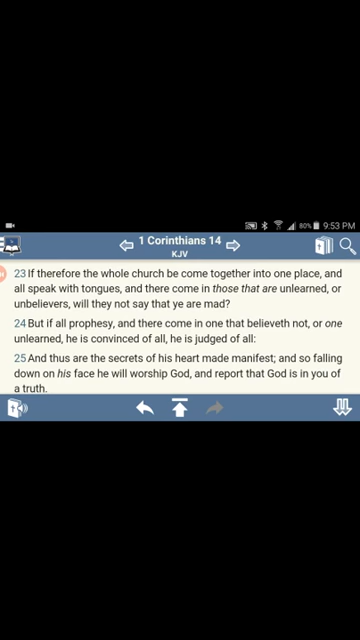 80% 9:53 PM
1 Corinthians 14
KJV
23 If therefore the whole church be come together into one place, and
all speak with tongues, and there come in those that are unlearned, or
unbelievers, will they not say that ye are mad?
24 But if all prophesy, and there come in one that believeth not, or one
unlearned, he is convinced of all, he is judged of all:
25 And thus are the secrets of his heart made manifest; and so falling
down on his face he will worship God, and report that God is in you of
a truth.